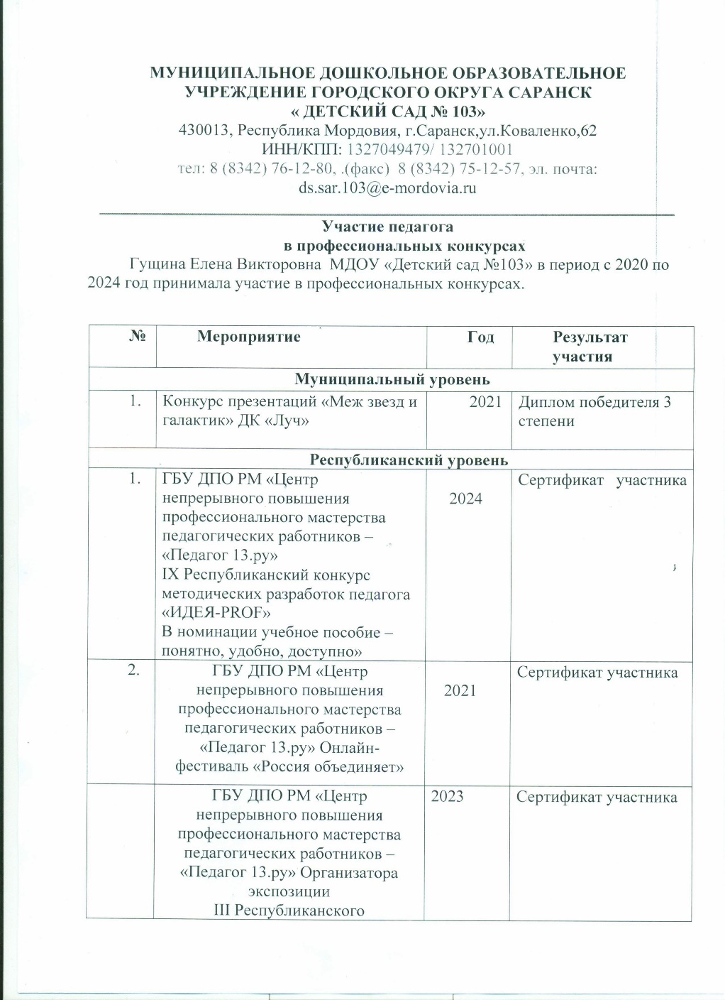 МУНИЦИПАЛЬНОЕ ДОШКОЛЬНОЕ ОБРАЗОВАТЕЛЬНОЕ
УЧРЕЖДЕНИЕ ГОРОДСКОГО ОКРУГА САРАНСК
« ДЕТСКИЙ САД № 103»
430013, Республика Мордовия, г.Саранск,ул.Коваленко,62
ИНН/КПП: 1327049479/ 132701001
тел: 8 (8342) 76-12-80, .(факс)  8 (8342) 75-12-57, эл. почта:
ds.sar.103@e-mordovia.ru
Участие педагога
в профессиональных конкурсах
Гущина Елена Викторовна  МДОУ «Детский сад №103» в период с 2020 по
2024 год принимала участие в профессиональных конкурсах.
№ Мероприятие Год Результат
участия
Муниципальный уровень
1. Конкурс презентаций «Меж звезд и 2021 Диплом победителя 3
галактик» ДК «Луч» степени
Республиканский уровень
1. ГБУ ДПО РМ «Центр Сертификат участника
непрерывного повышения 2024
профессионального мастерства
педагогических работников –
«Педагог 13.ру»
IX Республиканский конкурс
методических разработок педагога
«ИДЕЯ-PROF»
В номинации учебное пособие –
понятно, удобно, доступно»
2. ГБУ ДПО РМ «Центр Сертификат участника
непрерывного повышения 2021
профессионального мастерства
педагогических работников –
«Педагог 13.ру» Онлайн-
фестиваль «Россия объединяет»
ГБУ ДПО РМ «Центр 2023 Сертификат участника
непрерывного повышения
профессионального мастерства
педагогических работников –
«Педагог 13.ру» Организатора
экспозиции
III Республиканского